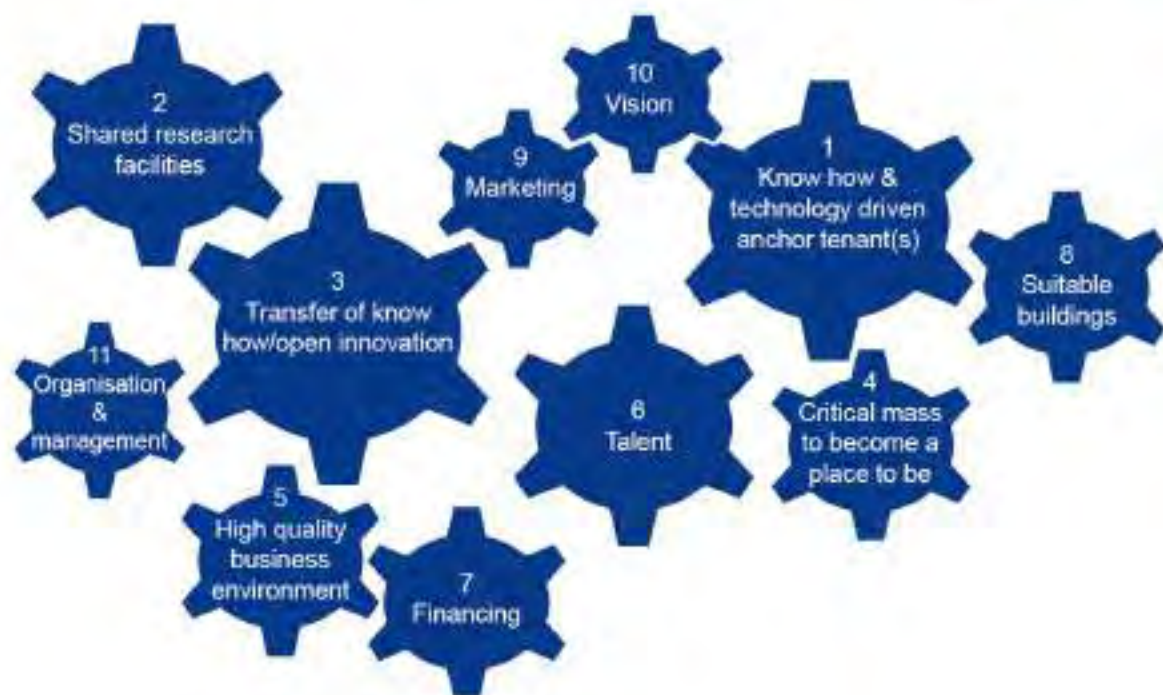 2
Shared research
facilities
10
Vision
9
Marketing
1
Know how &
technology driven
anchor tenant(s)
8
Suitable
buildings
3
Transfer of know
how/open innovation
11
Organisation
&
management
6
Talent
4
Critical mass
to become a
place to be
5
High quality
business
environment
7
Financing